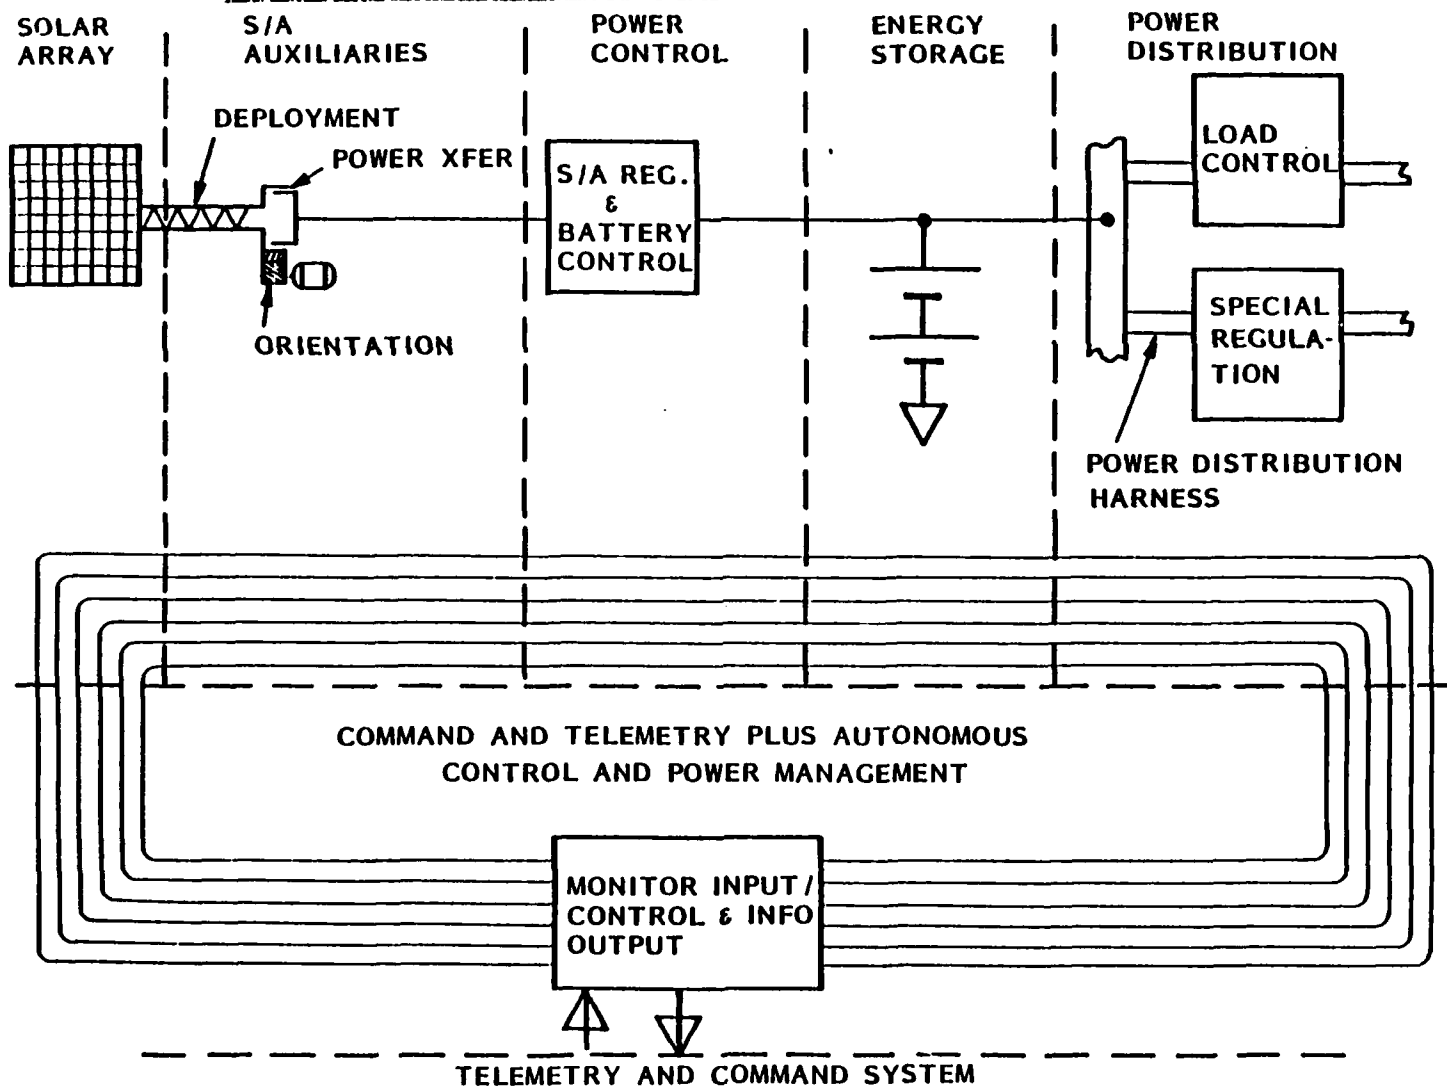 SOLAR
ARRAY
S/A
AUXILIARIES
POWER
CONTROL
ENERGY
STORAGE
POWER
DISTRIBUTION
DEPLOYMENT
POWER XFER
ORIENTATION
S/A REG.
&
BATTERY
CONTROL
LOAD
CONTROL
SPECIAL
REGULA-
TION
POWER DISTRIBUTION
HARNESS
COMMAND AND TELEMETRY PLUS AUTONOMOUS
CONTROL AND POWER MANAGEMENT
MONITOR INPUT/
CONTROL & INFO
OUTPUT
TELEMETRY AND COMMAND SYSTEM